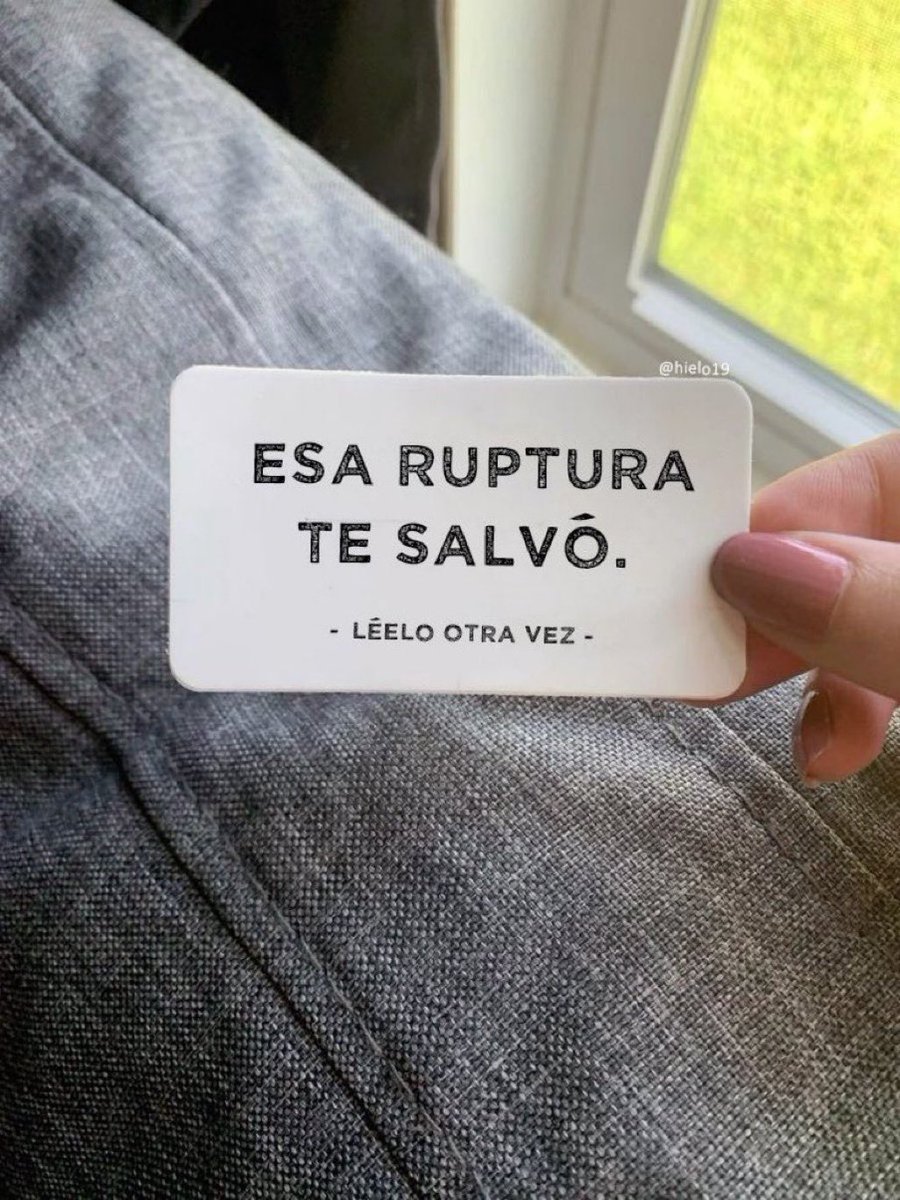 @hielo19
ESA RUPTURA
TE SALVÓ.
- LÉELO OTRA VEZ -